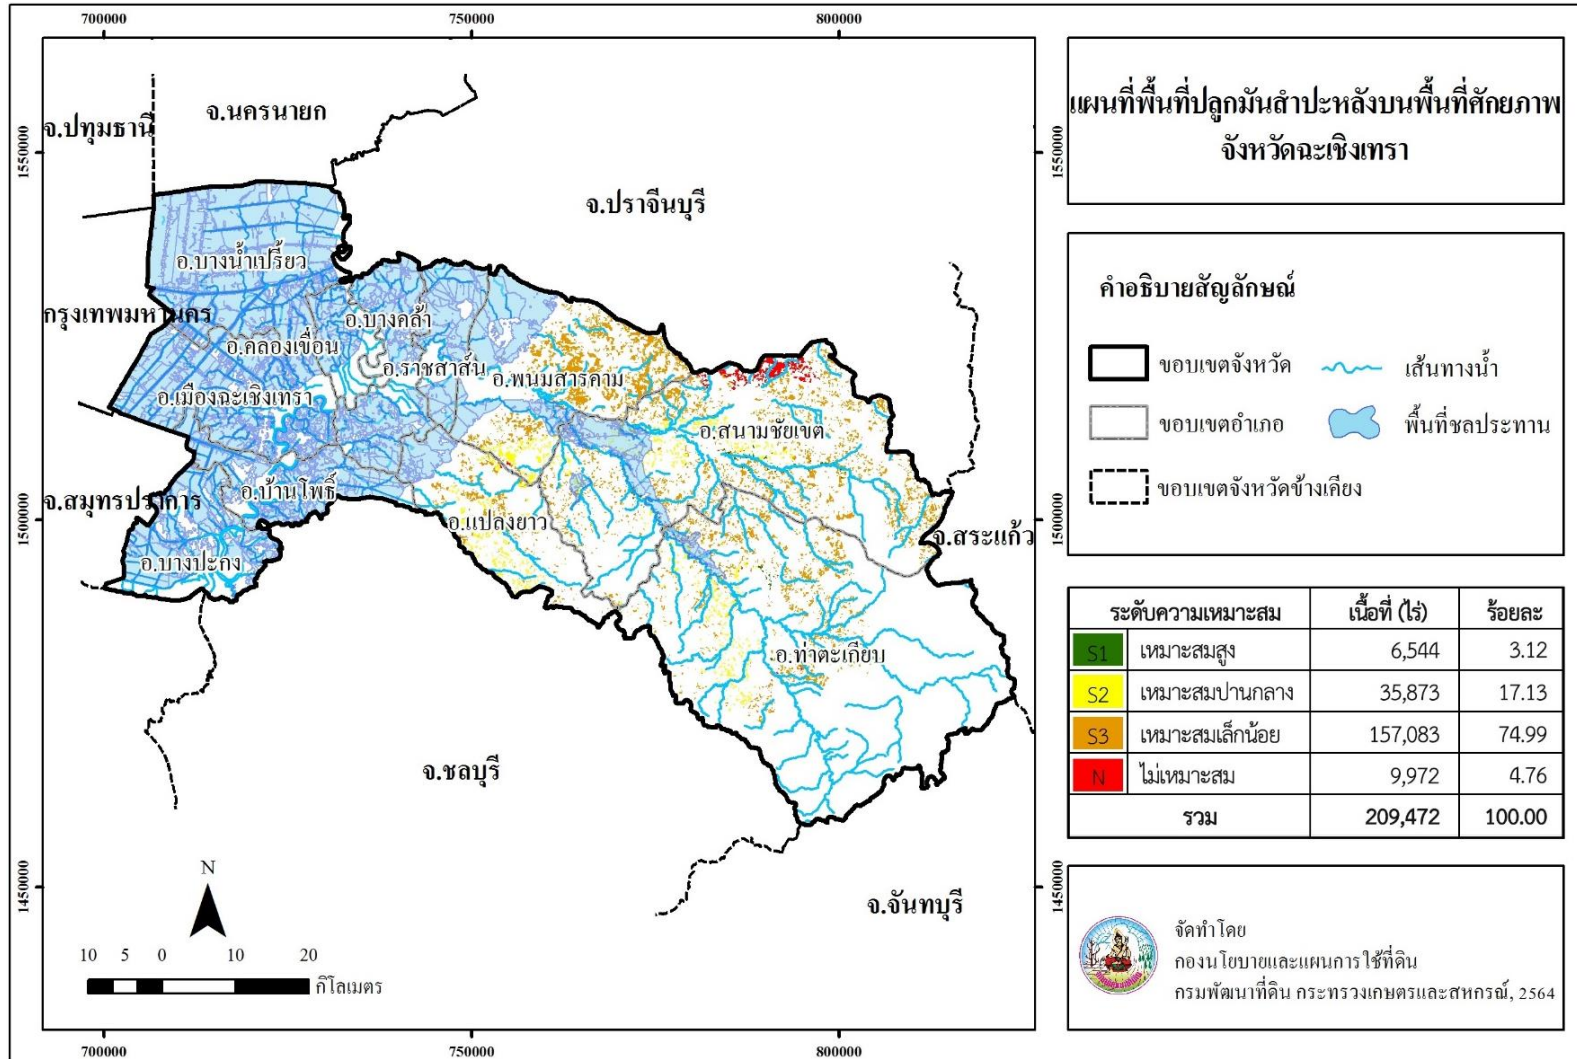 700000 750000 800000
แผนที่พื้นที่ปลูกมันสำปะหลังบนพื้นที่ศักยภาพ
จังหวัดฉะเชิงเทรา
1550000 1550000
1500000 1500000
1450000 1450000
จ.นครนายก
จ.ปทุมธานี
จ.ปราจีนบุรี
อ.บางน้ำเปรี้ยว
กรุงเทพมหานคร
อ.บางคล้า
อ.คลองเขื่อน
อ.ราชสาส์น
อ.พนมสารคาม
อ.เมืองฉะเชิงเทรา
อ.สนามชัยเขต
จ.สมุทรปราการ
อ.บ้านโพธิ์
อ.แปลงยาว
จ.สระแก้ว
อ.บางปะกง
อ.ท่าตะเกียบ
จ.ชลบุรี
จ.จันทบุรี
N
10 5 0 10 20
กิโลเมตร
700000 750000 800000
คำอธิบายสัญลักษณ์
ขอบเขตจังหวัด เส้นทางน้ำ
ขอบเขตอำเภอ พื้นที่ชลประทาน
ขอบเขตจังหวัดข้างเคียง
ระดับความเหมาะสม เนื้อที่ (ไร่) ร้อยละ
S1 เหมาะสมสูง 6,544 3.12
S2 เหมาะสมปานกลาง 35,873 17.13
S3 เหมาะสมเล็กน้อย 157,083 74.99
N ไม่เหมาะสม 9,972 4.76
รวม 209,472 100.00
จัดทำโดย
กองนโยบายและแผนการใช้ที่ดิน
กรมพัฒนาที่ดิน กระทรวงเกษตรและสหกรณ์, 2564